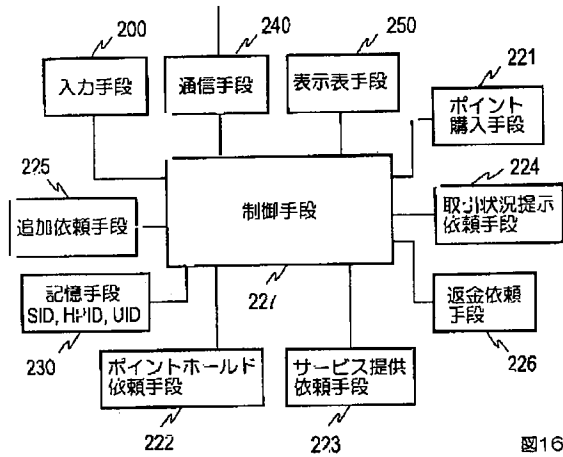 200
240
250
221
入力手段
通信手段
表示表手段
ポイント
購入手段
225
224
制御手段
取引状況提示
依頼手段
追加依頼手段
227
記憶手段
SID, HPID, UID
返金依頼
手段
230
226
ポイントホールド
依頼手段
サービス提供
依頼手段
222
223
図16